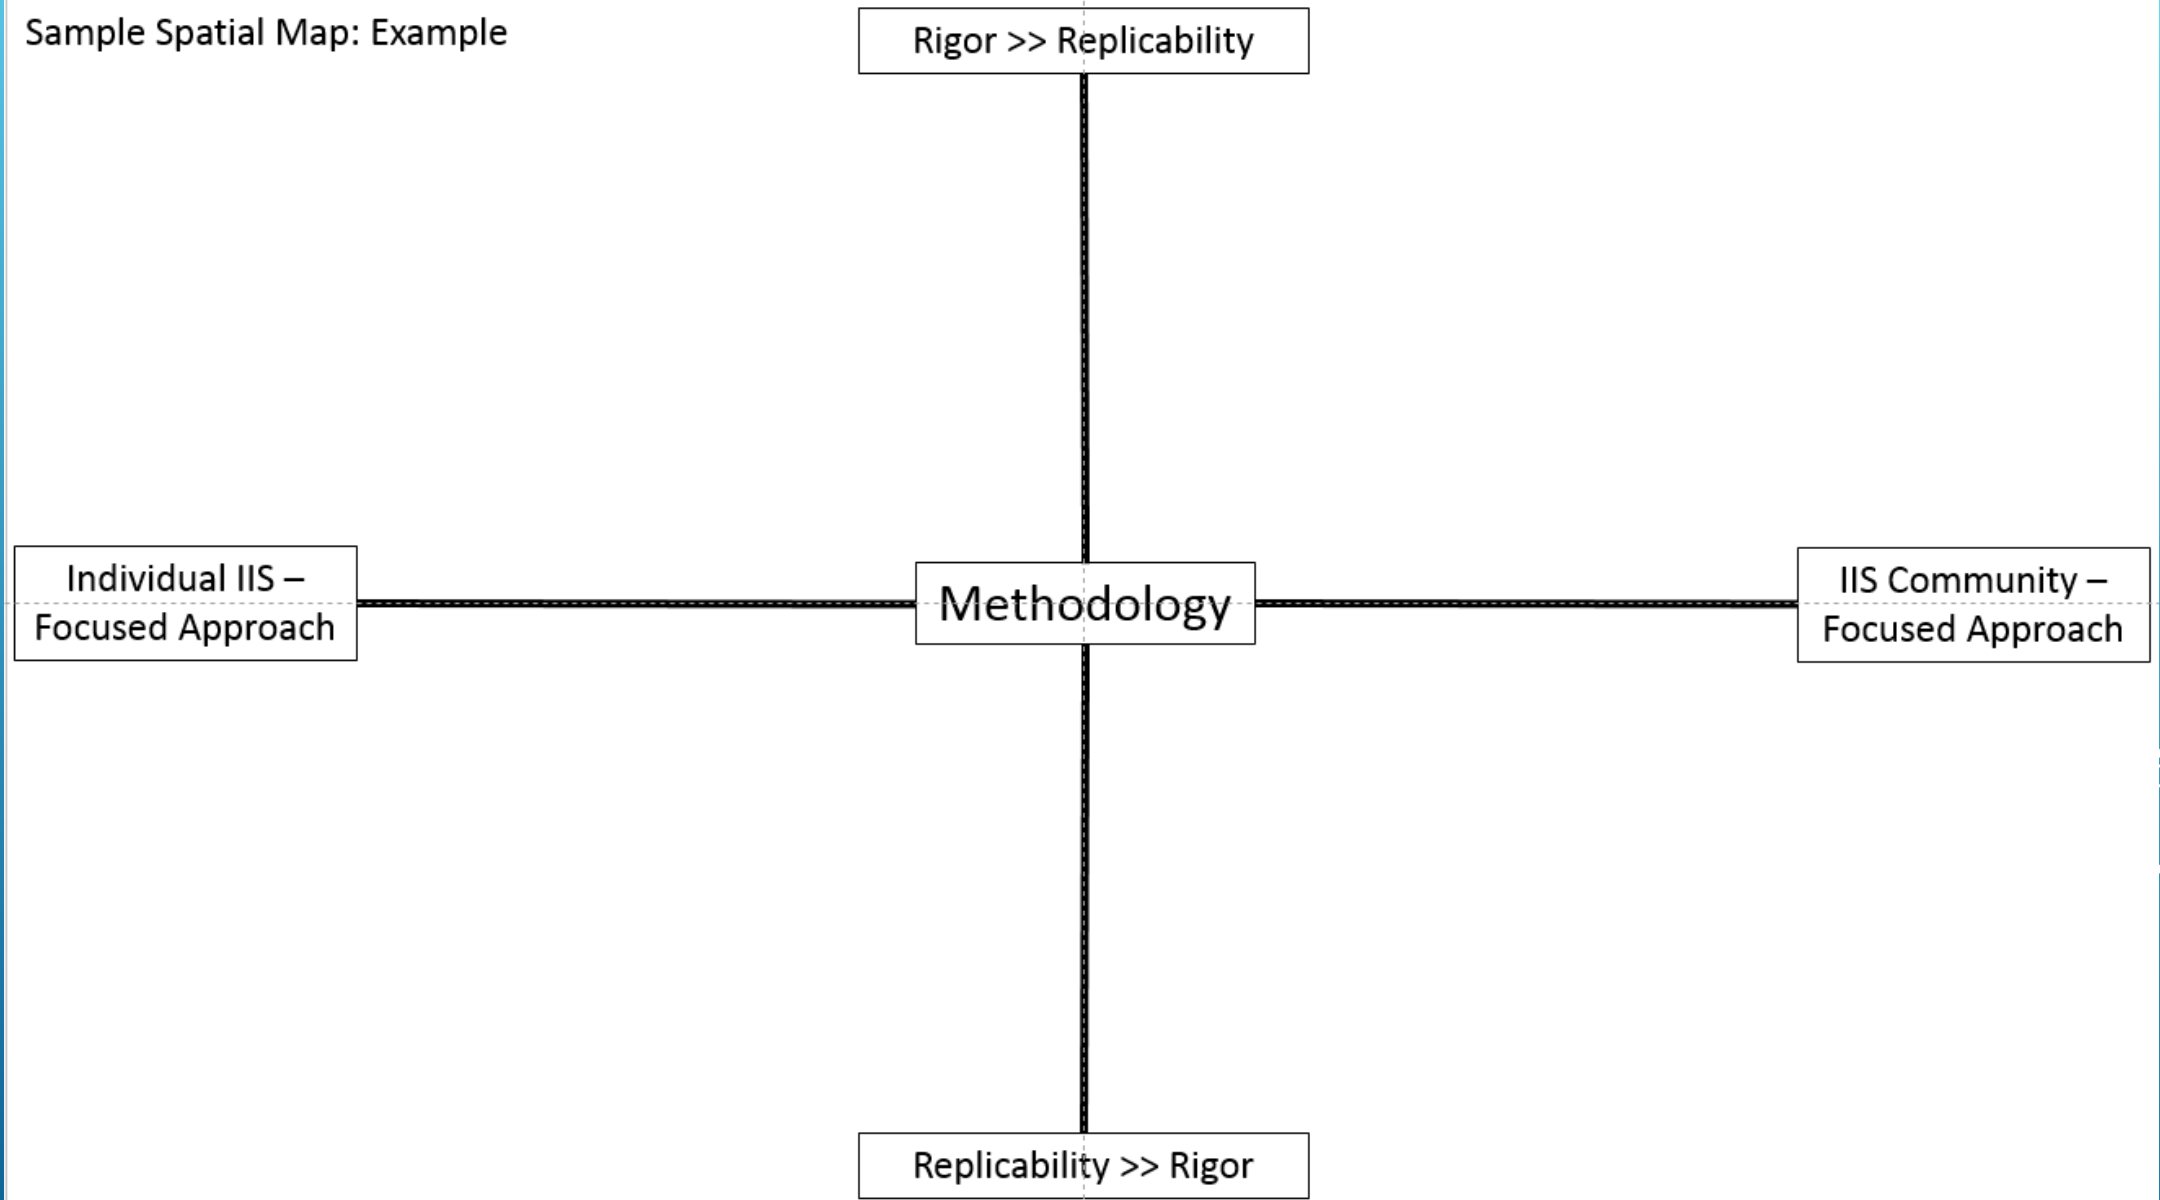 Sample Spatial Map: Example
Rigor >> Replicability
Individual IIS –
Focused Approach
Methodology
IIS Community –
Focused Approach
Replicability >> Rigor